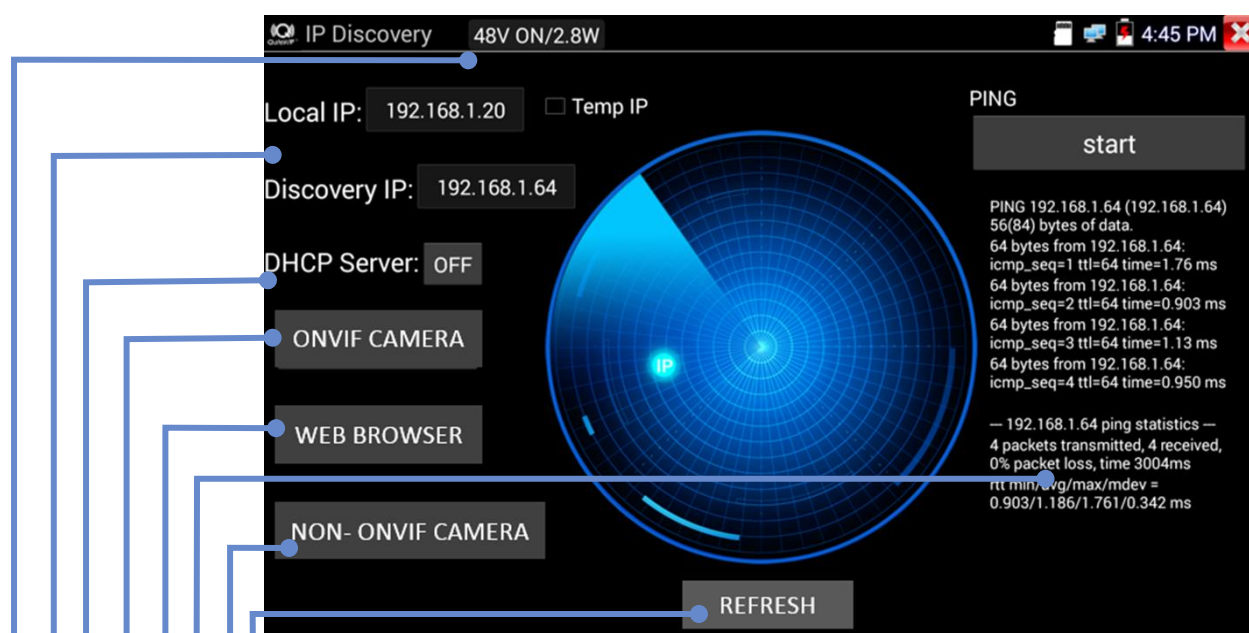 IP Discovery
48V ON/2.8W
4:45 PM
Local IP: 192.168.1.20
Temp IP
Discovery IP: 192.168.1.64
DHCP Server: OFF
ONVIF CAMERA
WEB BROWSER
NON- ONVIF CAMERA
IP
REFRESH
PING
start
PING 192.168.1.64 (192.168.1.64)
56(84) bytes of data.
64 bytes from 192.168.1.64:
icmp_seq=1 ttl=64 time=1.76 ms
64 bytes from 192.168.1.64:
icmp_seq=2 ttl=64 time=0.903 ms
64 bytes from 192.168.1.64:
icmp_seq=3 ttl=64 time=1.13 ms
64 bytes from 192.168.1.64:
icmp_seq=4 ttl=64 time=0.950 ms
--- 192.168.1.64 ping statistics ---
4 packets transmitted, 4 received,
0% packet loss, time 3004ms
rtt min/avg/max/mdev =
0.903/1.186/1.761/0.342 ms